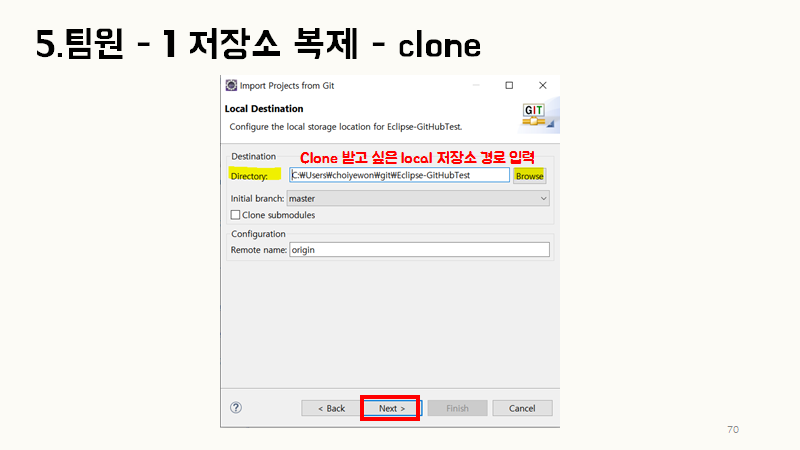 5.팀원 - 1 저장소 복제 - clone
Import Projects from Git
Local Destination
Configure the local storage location for Eclipse-GitHubTest.
GIT
Destination
Clone 받고 싶은 local 저장소 경로 입력
Directory: C:₩Users₩choiyewon₩git₩Eclipse-GitHubTest Browse
Initial branch: master
Clone submodules
Configuration
Remote name: origin
? < Back Next > Finish Cancel
70